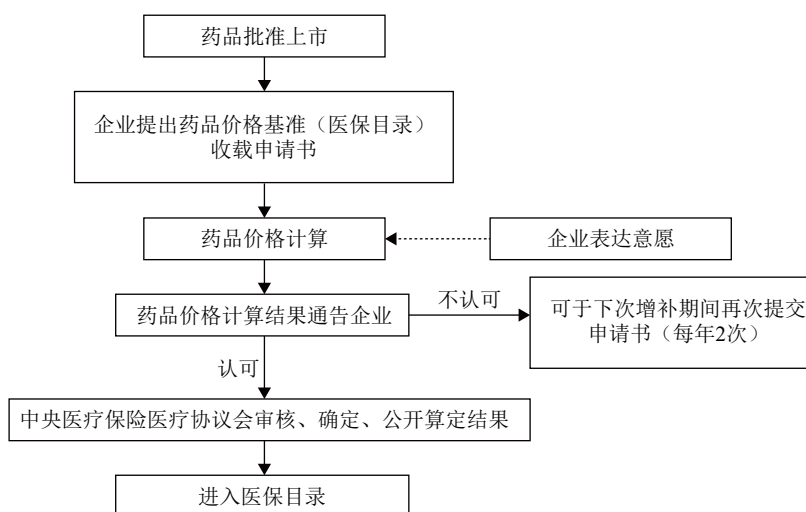 药品批准上市
企业提出药品价格基准（医保目录）
收载申请书
药品价格计算
企业表达意愿
药品价格计算结果通告企业
不认可
可于下次增补期间再次提交
申请书（每年2次）
认可
中央医疗保险医疗协议会审核、确定、公开算定结果
进入医保目录